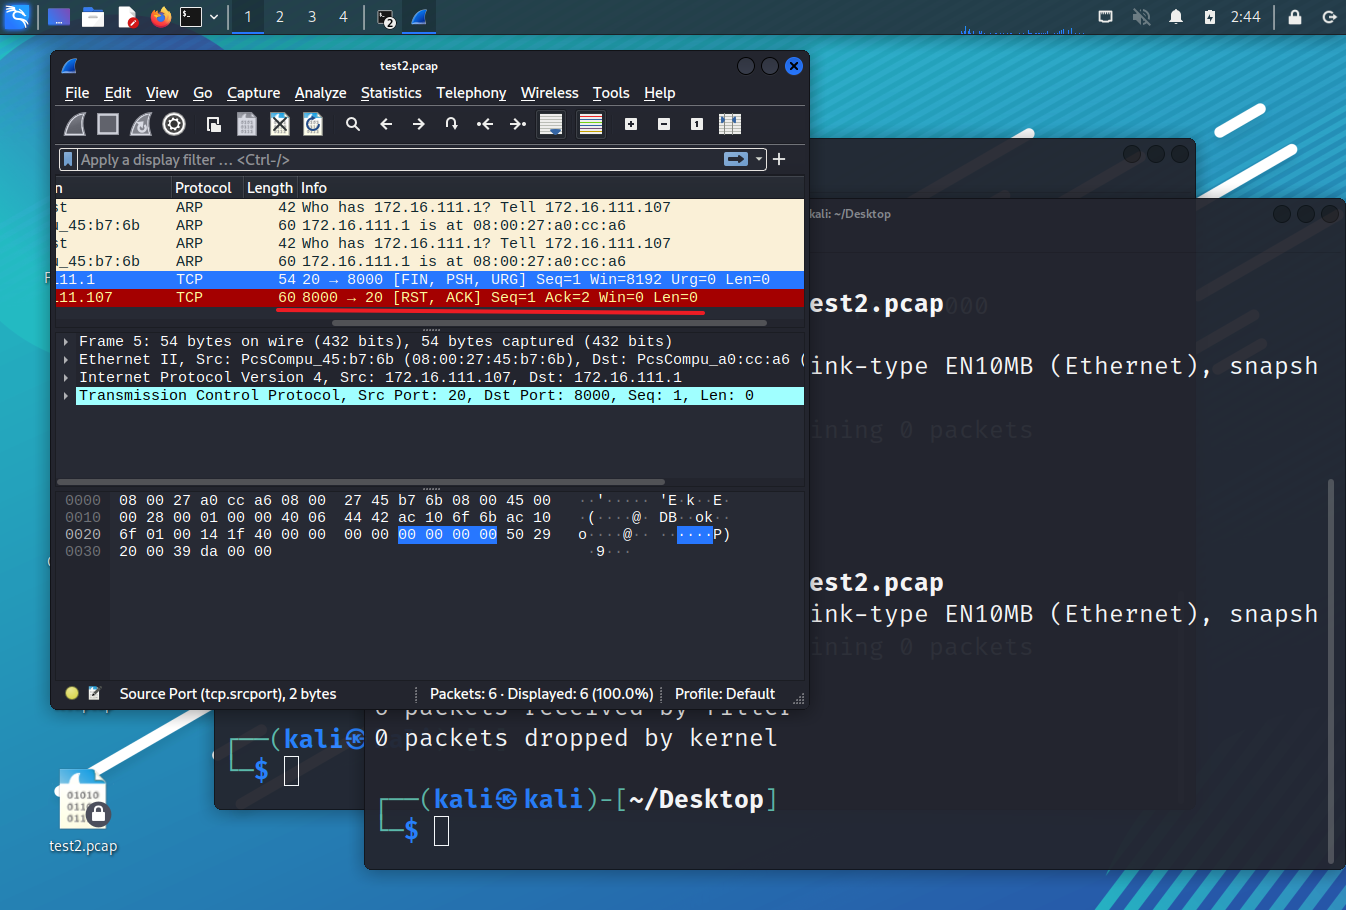 1 2 3 4 2 2:44
test2.pcap
File Edit View Go Capture Analyze Statistics Telephony Wireless Tools Help
Apply a display filter … <Ctrl-/>
n Protocol Length Info
st ARP 42 Who has 172.16.111.1? Tell 172.16.111.107
u_45:b7:6b ARP 60 172.16.111.1 is at 08:00:27:a0:cc:a6
st ARP 42 Who has 172.16.111.1? Tell 172.16.111.107
u_45:b7:6b ARP 60 172.16.111.1 is at 08:00:27:a0:cc:a6
11.1 TCP 54 20 → 8000 [FIN, PSH, URG] Seq=1 Win=8192 Urg=0 Len=0
11.107 TCP 60 8000 → 20 [RST, ACK] Seq=1 Ack=2 Win=0 Len=0
Frame 5: 54 bytes on wire (432 bits), 54 bytes captured (432 bits)
Ethernet II, Src: PcsCompu_45:b7:6b (08:00:27:45:b7:6b), Dst: PcsCompu_a0:cc:a6 (
Internet Protocol Version 4, Src: 172.16.111.107, Dst: 172.16.111.1
Transmission Control Protocol, Src Port: 20, Dst Port: 8000, Seq: 1, Len: 0
0000 08 00 27 a0 cc a6 08 00 27 45 b7 6b 08 00 45 00 ··'····· 'E·k··E·
0010 00 28 00 01 00 00 40 06 44 42 ac 10 6f 6b ac 10 ·(····@· DB··ok··
0020 6f 01 00 14 1f 40 00 00 00 00 00 00 00 00 50 29 o····@·· ······P)
0030 20 00 39 da 00 00 ·9···
Source Port (tcp.srcport), 2 bytes Packets: 6 · Displayed: 6 (100.0%) Profile: Default
kali: ~/Desktop
est2.pcap
ink-type EN10MB (Ethernet), snapsh
ining 0 packets
est2.pcap
ink-type EN10MB (Ethernet), snapsh
ining 0 packets
0 packets received by filter
0 packets dropped by kernel
┌──(kali㉿
└─$
┌──(kali㉿kali)-[~/Desktop]
└─$
01010
test2.pcap